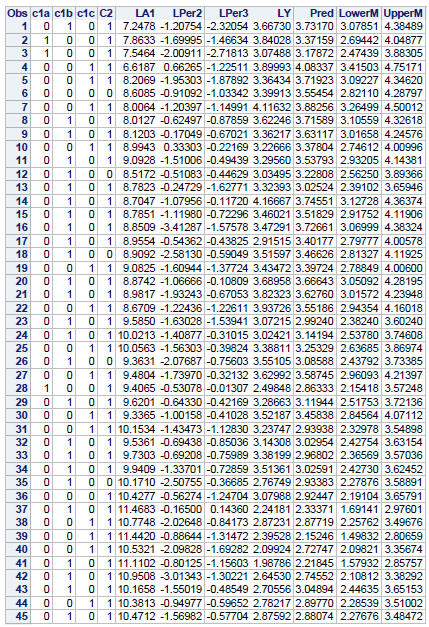 Obs c1a c1b c1c C2 LA1 LPer2 LPer3 LY Pred LowerM UpperM
1 0 1 0 1 7.2478 -1.20754 -2.32054 3.66730 3.73170 3.07851 4.38489
2 1 0 0 1 7.8633 -1.69995 -1.46634 3.84028 3.37159 2.69442 4.04877
3 1 0 0 1 7.5464 -2.00911 -2.71813 3.07488 3.17872 2.47439 3.88305
4 0 0 1 1 6.6187 0.66265 -1.22511 3.89993 4.08337 3.41503 4.75171
5 0 0 1 1 8.2069 -1.95303 -1.87892 3.36434 3.71923 3.09227 4.34620
6 0 0 0 0 8.6085 -0.91092 -1.03342 3.39913 3.55454 2.82110 4.28797
7 0 0 0 1 8.0064 -1.20397 -1.14991 4.11632 3.88256 3.26499 4.50012
8 0 1 0 1 8.0127 -0.62497 -0.87859 3.62246 3.71589 3.10559 4.32618
9 0 1 0 1 8.1203 -0.17049 -0.67021 3.36217 3.63117 3.01658 4.24576
10 0 0 1 1 8.9943 0.33303 -0.22169 3.22666 3.37804 2.74612 4.00996
11 0 1 0 1 9.0928 -1.51006 -0.49439 3.29560 3.53793 2.93205 4.14381
12 0 1 0 0 8.5172 -0.51083 -0.44629 3.03495 3.22808 2.56250 3.89366
13 0 1 0 1 8.7823 -0.24729 -1.62771 3.32393 3.02524 2.39102 3.65946
14 0 1 0 1 8.7047 -1.07956 -0.11720 4.16667 3.74551 3.12728 4.36374
15 0 1 0 1 8.7851 -1.11980 -0.72296 3.46021 3.51829 2.91752 4.11906
16 0 1 0 1 8.8509 -3.41287 -1.57578 3.47291 3.72661 3.06999 4.38324
17 0 1 0 1 8.9554 -0.54362 -0.43825 2.91515 3.40177 2.79777 4.00578
18 0 1 0 0 8.9092 -2.58130 -0.59049 3.51597 3.46626 2.81327 4.11925
19 0 0 1 1 9.0825 -1.60944 -1.37724 3.43472 3.39724 2.78849 4.00600
20 0 1 0 1 8.8742 -1.06666 -0.10809 3.68958 3.66643 3.05092 4.28195
21 0 1 0 1 8.9817 -1.93243 -0.67053 3.82323 3.62760 3.01572 4.23948
22 0 0 1 1 8.6709 -1.22436 -1.22611 3.93726 3.55186 2.94354 4.16018
23 0 1 0 1 9.5850 -1.63028 -1.53941 3.07215 2.99240 2.38240 3.60240
24 0 1 0 1 10.0213 -1.40877 -0.31015 3.02421 3.14194 2.53780 3.74608
25 0 0 1 1 10.0563 -1.56303 -0.39824 3.38811 3.25329 2.63685 3.86974
26 0 1 0 0 9.3631 -2.07687 -0.75603 3.55105 3.08588 2.43792 3.73385
27 0 0 1 1 9.4804 -1.73970 -0.32132 3.62992 3.58745 2.96093 4.21397
28 1 0 0 1 9.4065 -0.53078 -0.01307 2.49848 2.86333 2.15418 3.57248
29 0 1 0 1 9.6201 -0.64330 -0.42169 3.28663 3.11944 2.51753 3.72136
30 0 0 0 1 9.3365 -1.00158 -0.41028 3.52187 3.45838 2.84564 4.07112
31 0 1 0 1 10.1534 -1.43473 -1.12830 3.23747 2.93938 2.32978 3.54898
32 0 1 0 1 9.5361 -0.69438 -0.85036 3.14308 3.02954 2.42754 3.63154
33 0 1 0 1 9.7303 -0.69208 -0.75989 3.38199 2.96802 2.36569 3.57036
34 0 1 0 1 9.9409 -1.33701 -0.72859 3.51361 3.02591 2.42730 3.62452
35 0 1 0 0 10.1710 -2.50755 -0.36685 2.76749 2.93383 2.27876 3.58891
36 0 1 0 1 10.4277 -0.56274 -1.24704 3.07988 2.92447 2.19104 3.65791
37 0 1 0 1 11.4683 -0.16500 0.14360 2.24181 2.33371 1.69141 2.97601
38 0 0 1 1 10.7748 -2.02648 -0.84173 2.87231 2.87719 2.25762 3.49676
39 0 0 1 1 11.4420 -0.88644 -1.31472 2.39528 2.15246 1.49832 2.80659
40 0 0 1 1 10.5321 -2.09828 -1.69282 2.09924 2.72747 2.09821 3.35674
41 0 1 0 1 11.1102 -0.80125 -1.15603 1.98786 2.21845 1.57932 2.85757
42 0 1 0 1 10.9508 -3.01343 -1.30221 2.64530 2.74552 2.10812 3.38292
43 0 1 0 1 10.1658 -1.55019 -0.48549 2.70556 3.04894 2.44635 3.65153
44 0 0 1 1 10.3813 -0.94977 -0.59652 2.78217 2.89770 2.28539 3.51002
45 0 1 0 1 10.4712 -1.56982 -0.57704 2.87592 2.88074 2.27676 3.48472